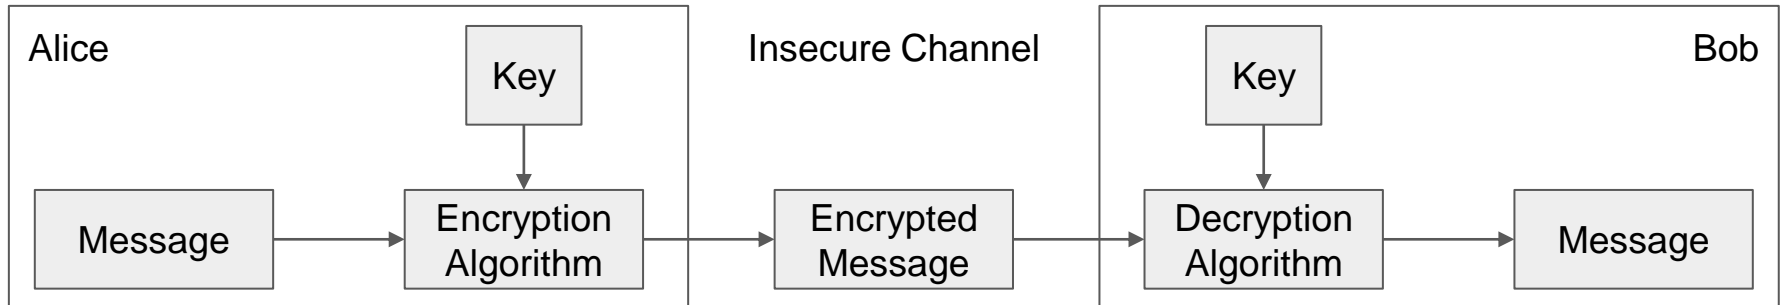 Alice
Insecure Channel
Bob
Key
Key
Message
Encryption
Algorithm
Encrypted
Message
Decryption
Algorithm
Message